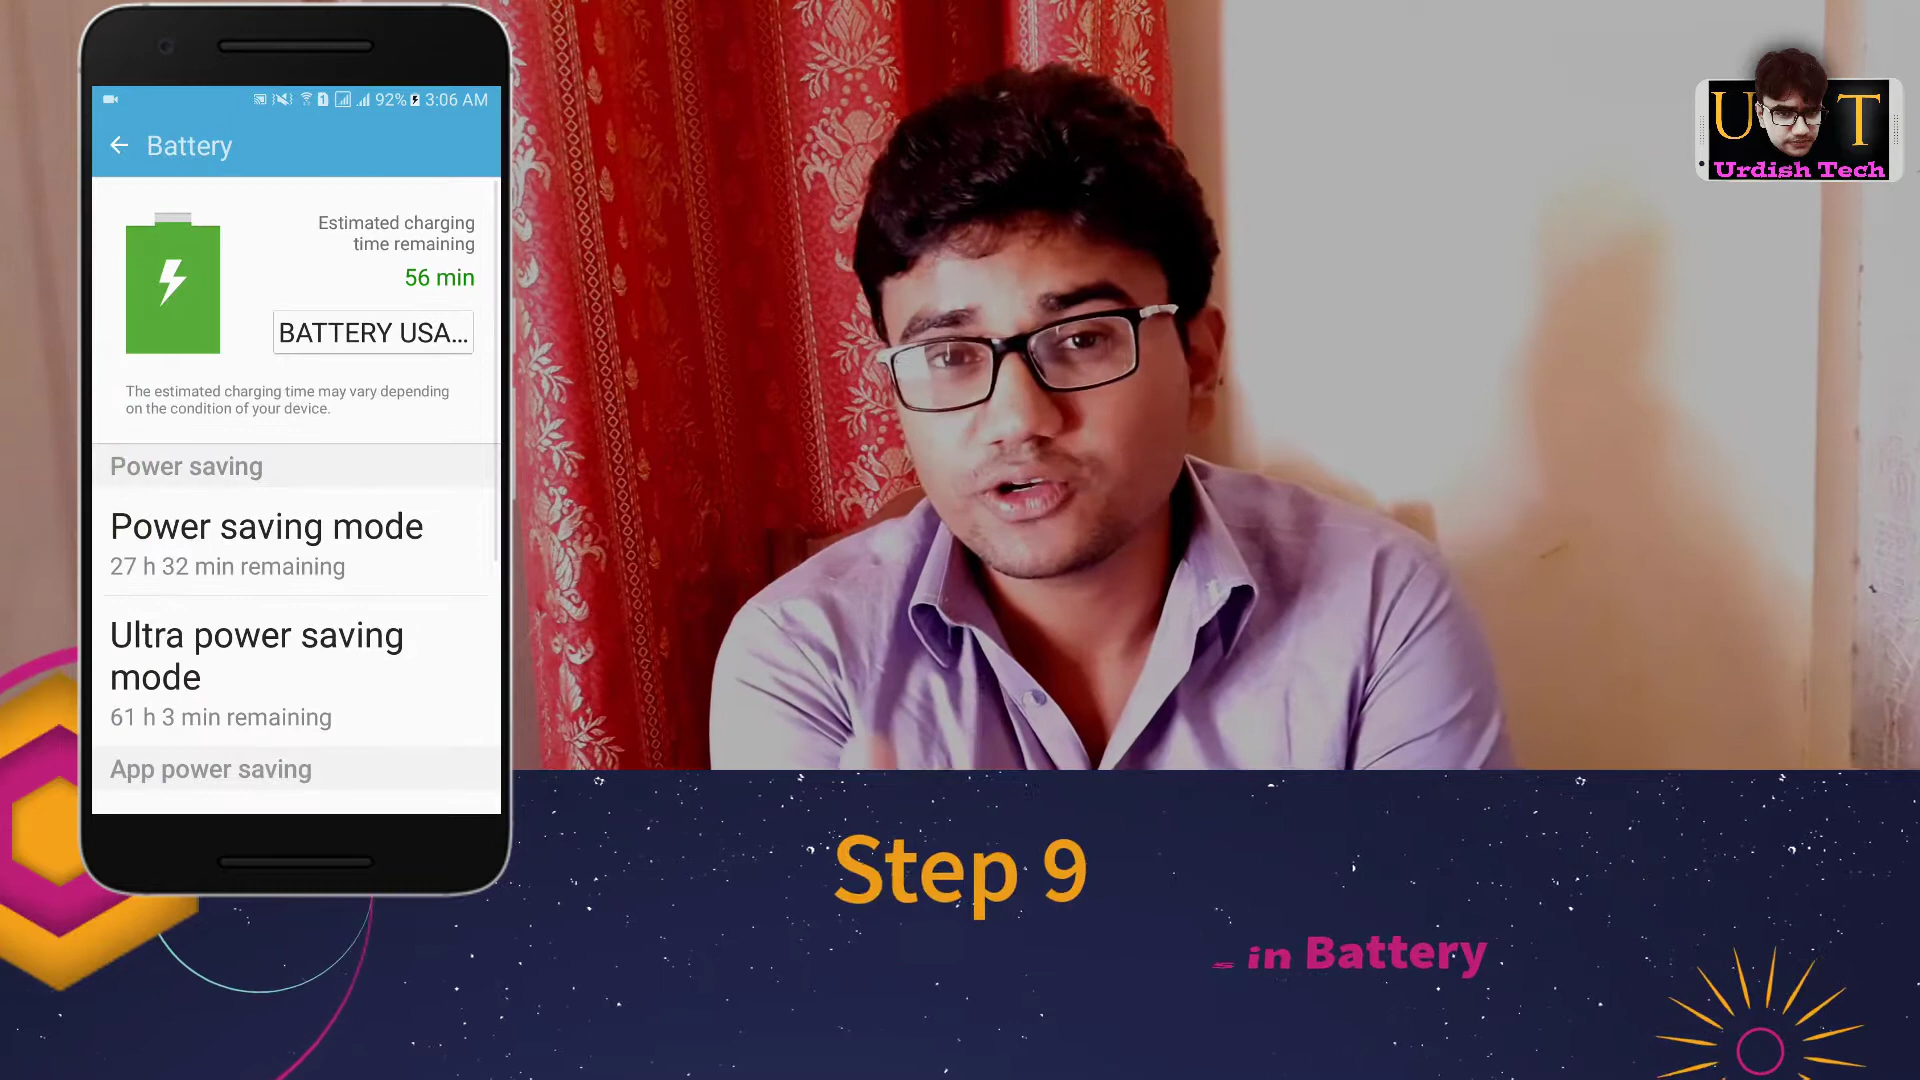 92% 3:06 AM
Battery
Estimated charging
time remaining
56 min
BATTERY USA...
The estimated charging time may vary depending
on the condition of your device.
Power saving
Power saving mode
27 h 32 min remaining
Ultra power saving
mode
61 h 3 min remaining
App power saving
U T
Urdish Tech
Step 9
in Battery